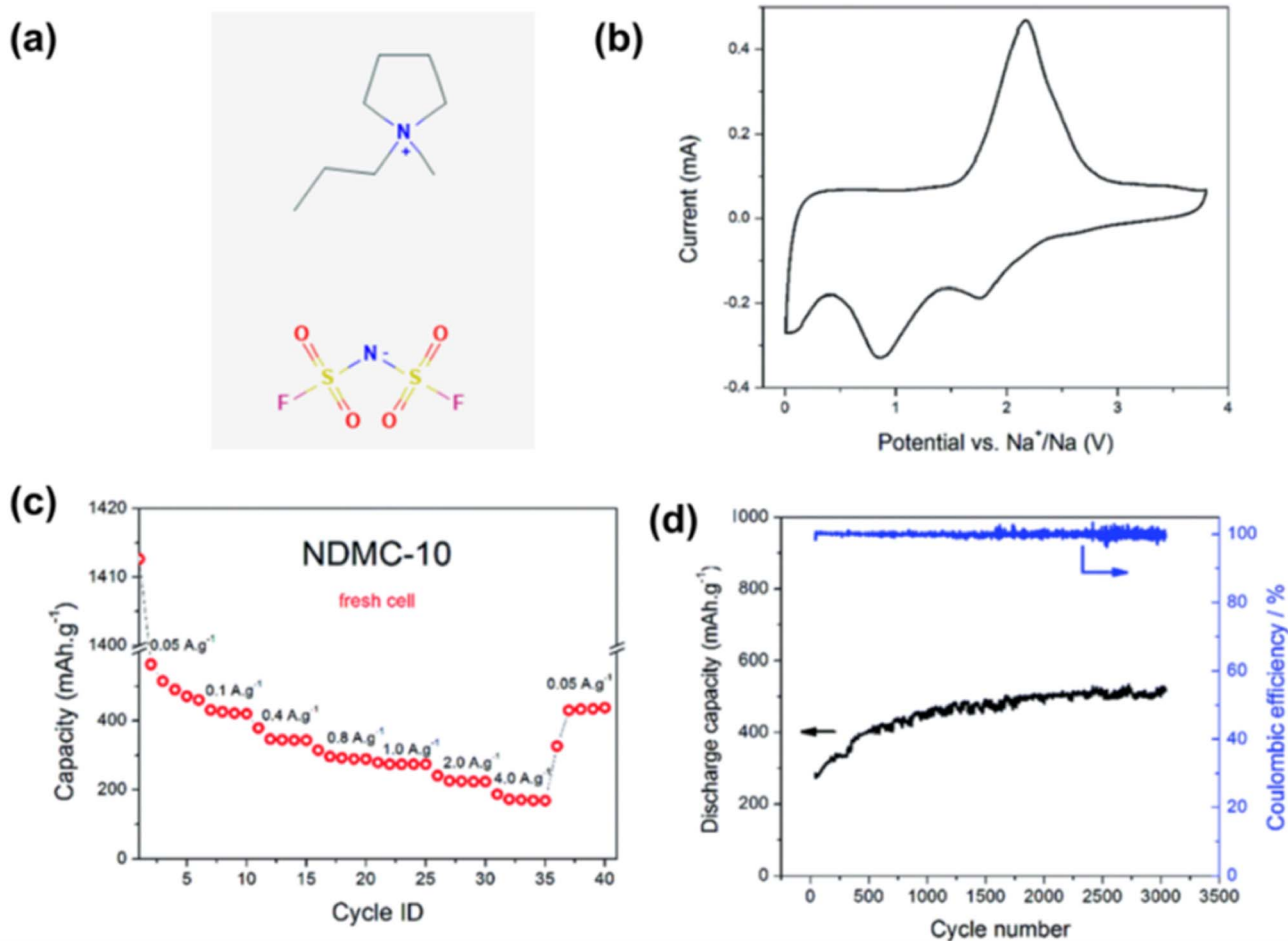 (a)
N
+
O
O
N -
S
S
F
F
O
O
(b)
0.4
0.2
0.0
-0.2
-0.4
Current (mA)
0
1
2
3
4
Potential vs. Na⁺/Na (V)
(c)
1420
1410
1400
400
200
0
Capacity (mAh.g⁻¹)
NDMC-10
fresh cell
0.05 A.g⁻¹
0.1 A.g⁻¹
0.4 A.g⁻¹
0.8 A.g⁻¹
1.0 A.g⁻¹
2.0 A.g⁻¹
4.0 A.g⁻¹
0.05 A.g⁻¹
5
10
15
20
25
30
35
40
Cycle ID
(d)
1000
800
600
400
200
0
Discharge capacity (mAh.g⁻¹)
100
80
60
40
20
0
Coulombic efficiency / %
0
500
1000
1500
2000
2500
3000
3500
Cycle number